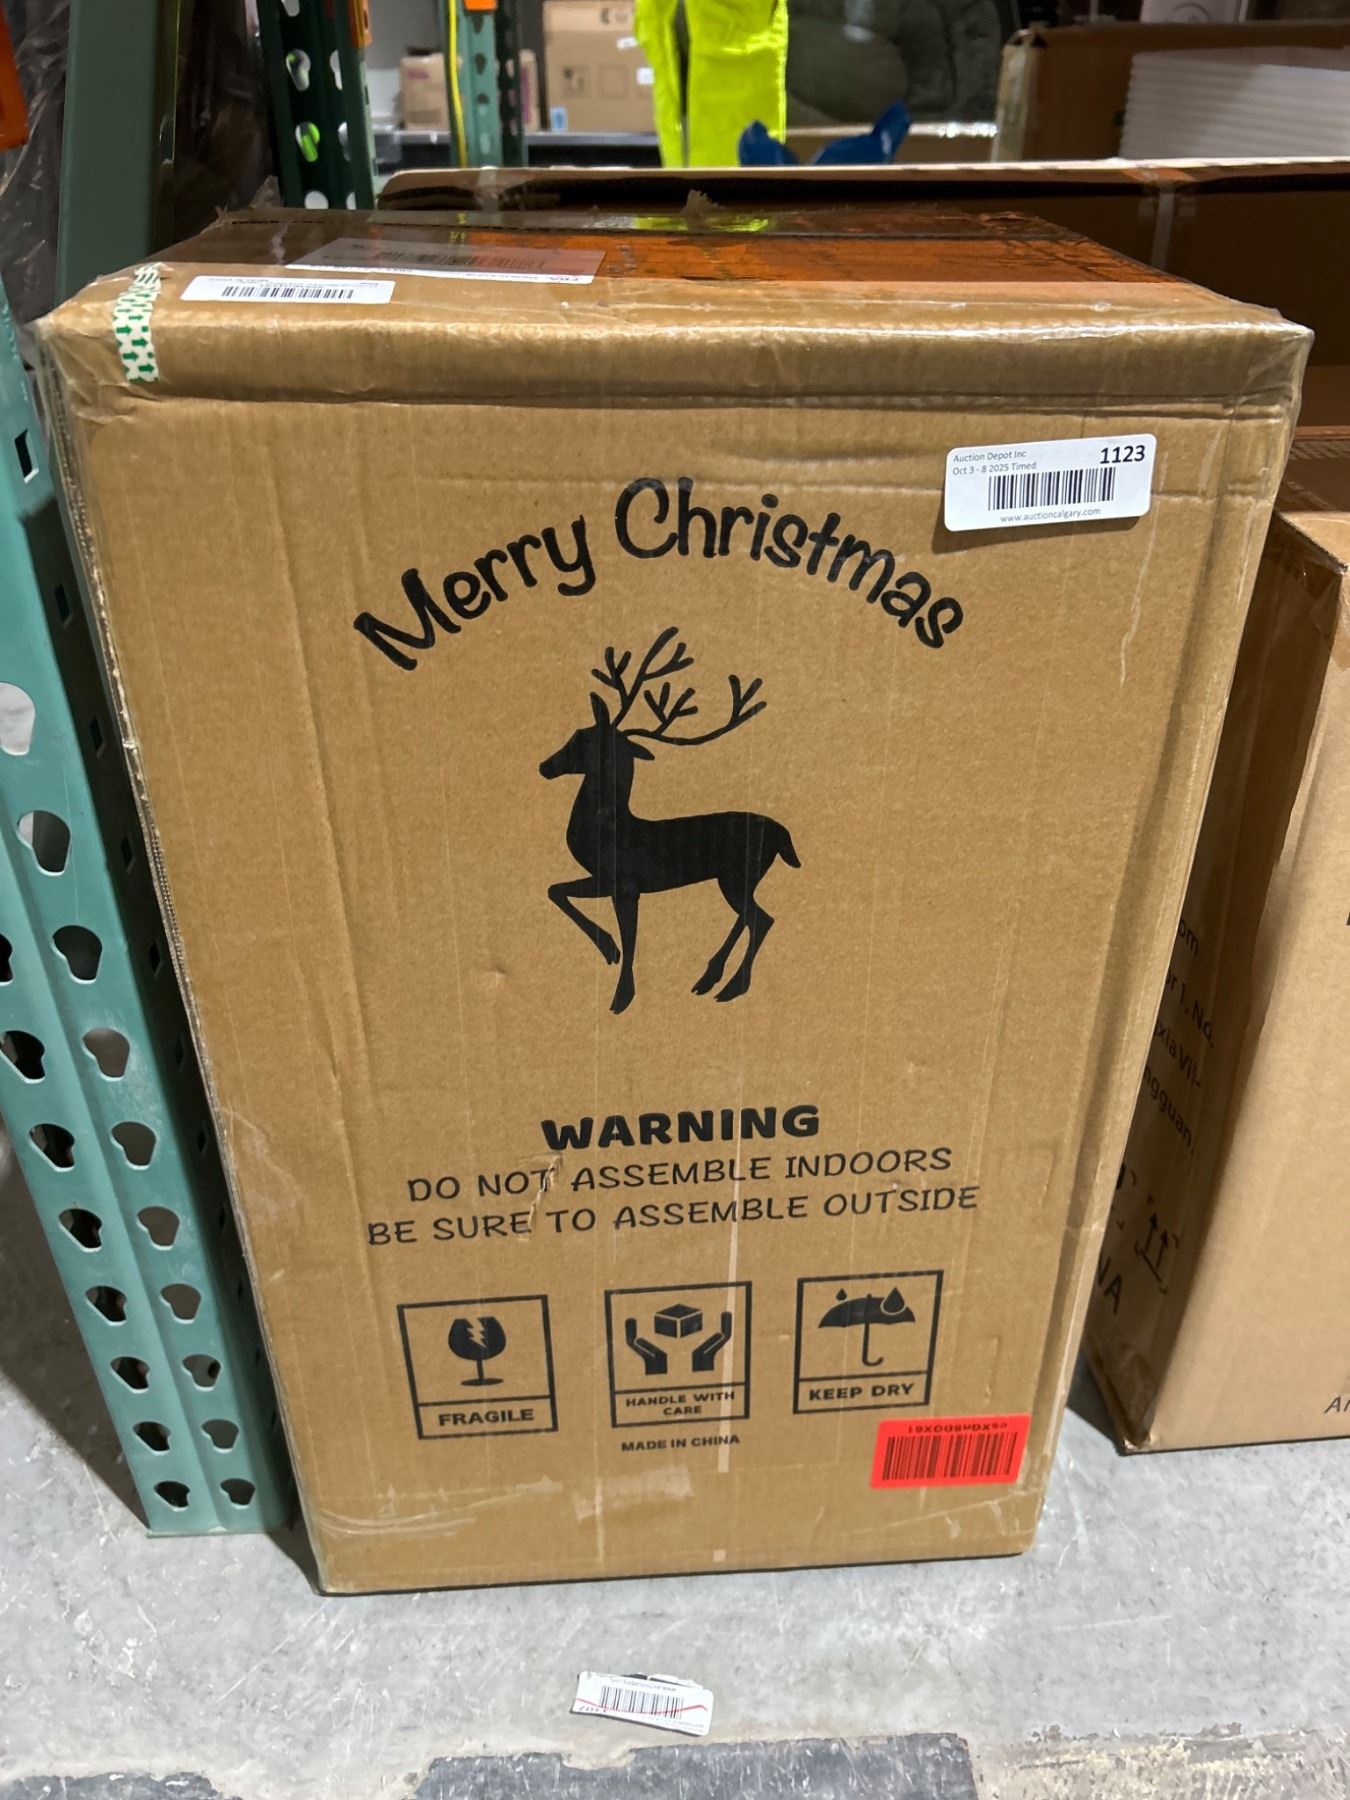 Auction Depot Inc
1123
Oct 3 - 8 2025 Timed
www.auctioncalgary.com
Merry Christmas
WARNING
DO NOT ASSEMBLE INDOORS
BE SURE TO ASSEMBLE OUTSIDE
FRAGILE
HANDLE WITH
CARE
KEEP DRY
MADE IN CHINA